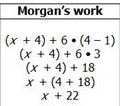 Morgan's work
(x + 4) + 6 • (4 – 1)
(x + 4) + 6 • 3
(x + 4) + 18
x + (4 + 18)
x + 22